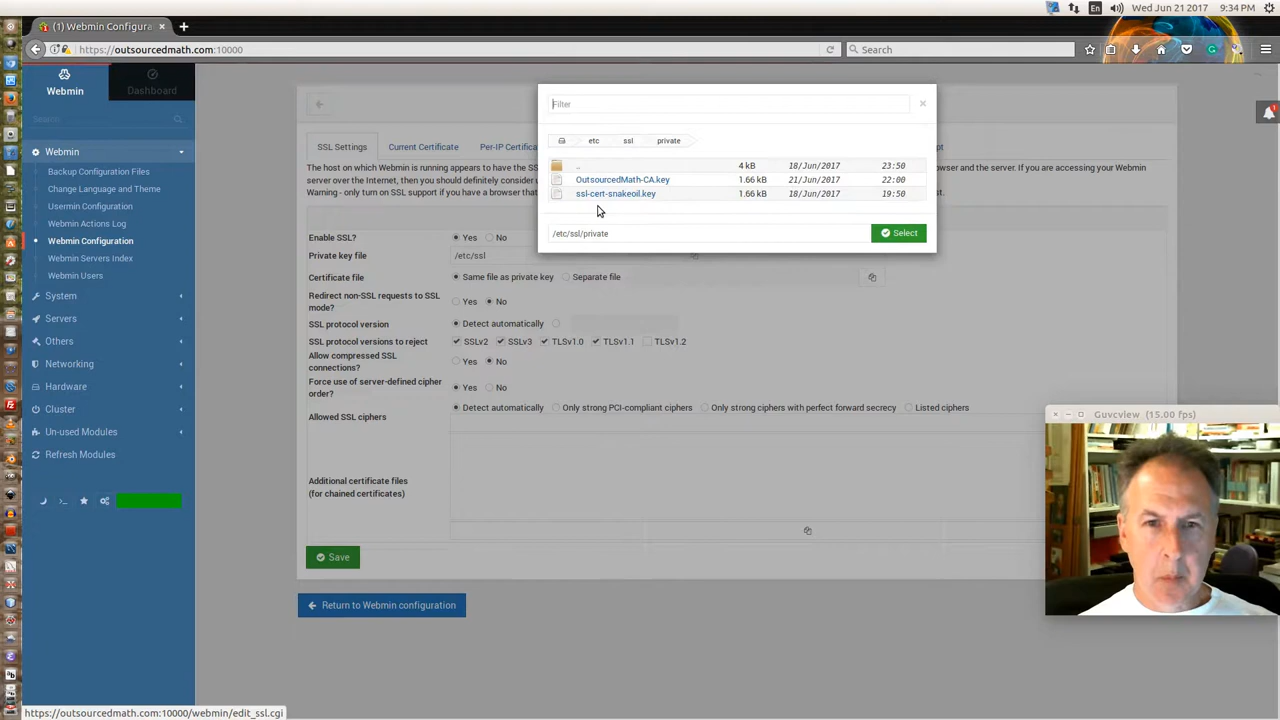 En
Wed Jun 21 2017 9:34 PM
(1) Webmin Configura
https://outsourcedmath.com:10000
Search
Webmin
Dashboard
Search
Webmin
Backup Configuration Files
Change Language and Theme
Usermin Configuration
Webmin Actions Log
Webmin Configuration
Webmin Servers Index
Webmin Users
System
Servers
Others
Networking
Hardware
Cluster
Un-used Modules
Refresh Modules
Filter
etc ssl private
.. 4 kB 18/Jun/2017 23:50
OutsourcedMath-CA.key 1.66 kB 21/Jun/2017 22:00
ssl-cert-snakeoil.key 1.66 kB 18/Jun/2017 19:50
/etc/ssl/private
Select
SSL Settings Current Certificate Per-IP Certifica
The host on which Webmin is running appears to have the SS
server over the Internet, then you should definitely consider u
Warning - only turn on SSL support if you have a browser that
browser and the server. If you are accessing your Webmin
Enable SSL? Yes No
Private key file /etc/ssl
Certificate file Same file as private key Separate file
Redirect non-SSL requests to SSL
mode? Yes No
SSL protocol version Detect automatically
SSL protocol versions to reject SSLv2 SSLv3 TLSv1.0 TLSv1.1 TLSv1.2
Allow compressed SSL
connections? Yes No
Force use of server-defined cipher
order? Yes No
Allowed SSL ciphers Detect automatically Only strong PCI-compliant ciphers Only strong ciphers with perfect forward secrecy Listed ciphers
Additional certificate files
(for chained certificates)
Save
Return to Webmin configuration
Guvcview (15.00 fps)
https://outsourcedmath.com:10000/webmin/edit_ssl.cgi